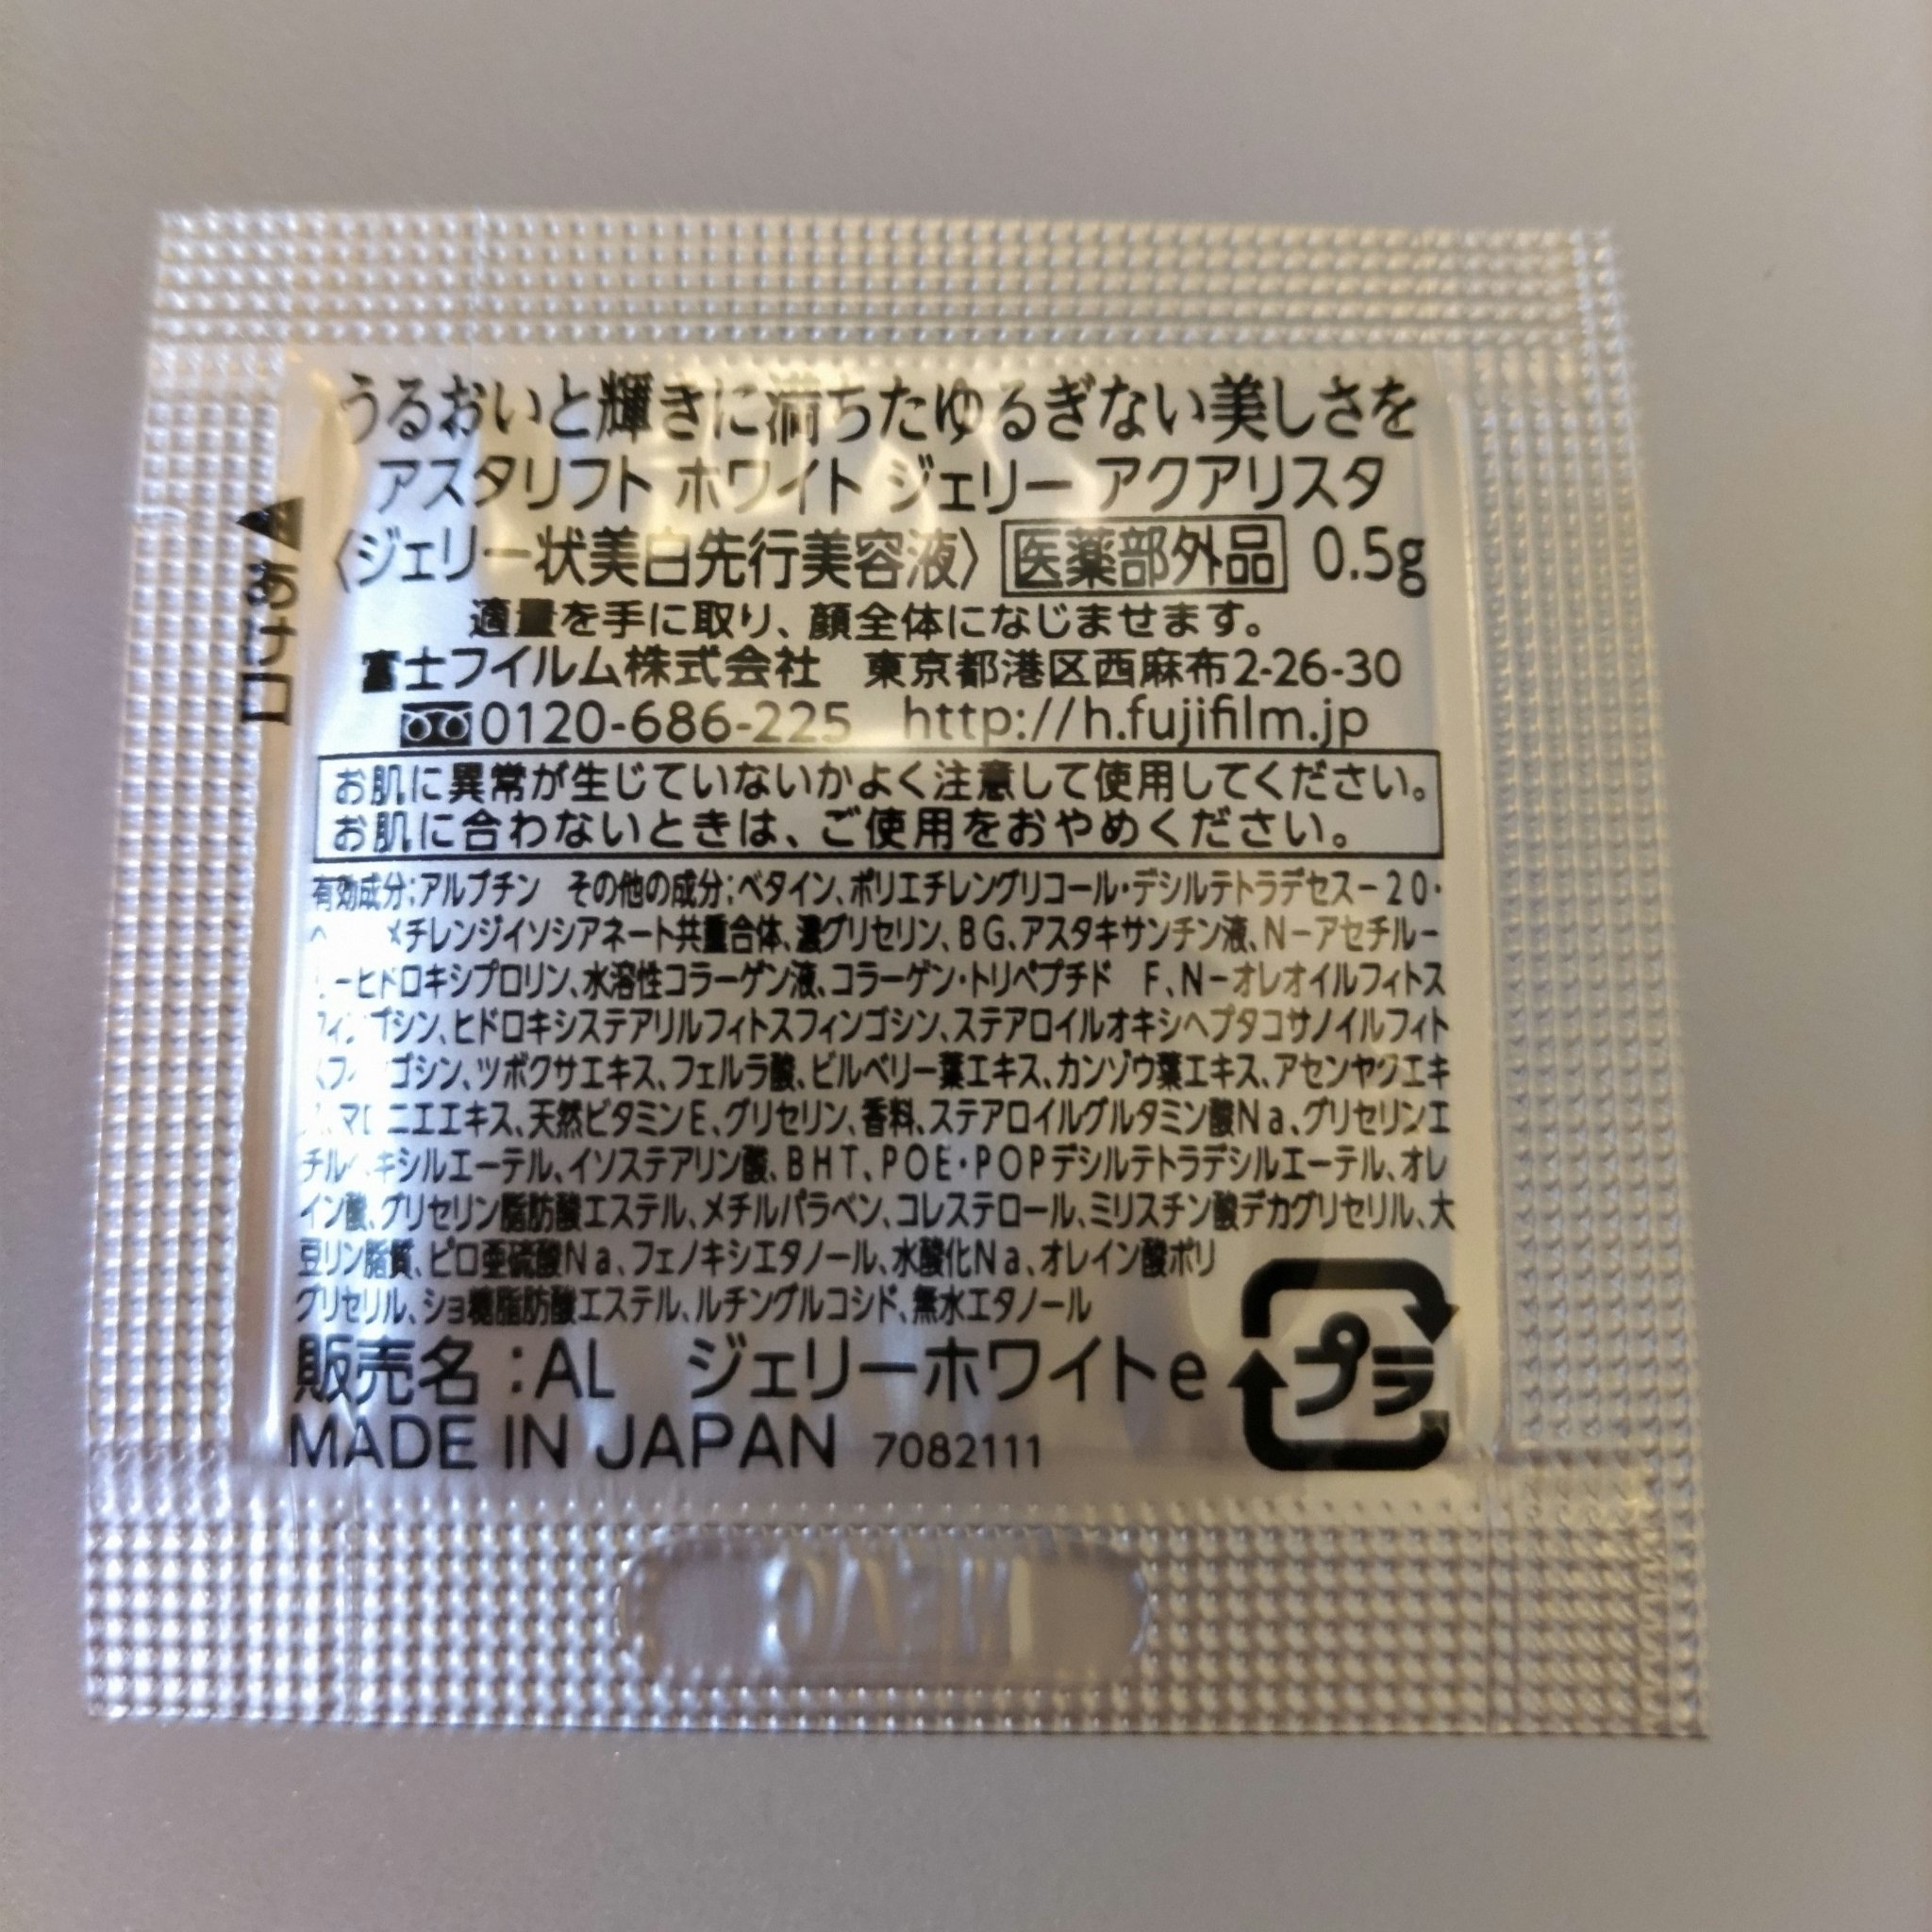 うるおいと輝きに満ちたゆるぎない美しさを
アスタリフト ホワイト ジェリー アクアリスタ
〈ジェリー状美白先行美容液〉 医薬部外品 0.5g
適量を手に取り、顔全体になじませます。
富士フイルム株式会社 東京都港区西麻布2-26-30
0120-686-225 http://h.fujifilm.jp
お肌に異常が生じていないかよく注意して使用してください。
お肌に合わないときは、ご使用をおやめください。
有効成分:アルブチン その他の成分:ベタイン、ポリエチレングリコール・デシルテトラデセスー20・
メチレンジイソシアネート共重合体、濃グリセリン、BG、アスタキサンチン液、N-アセチル-
-ヒドロキシプロリン、水溶性コラーゲン液、コラーゲン・トリペプチド F、N-オレオイルフィトス
ゴシン、ヒドロキシステアリルフィトスフィンゴシン、ステアロイルオキシヘプタコサノイルフィト
ゴシン、ツボクサエキス、フェルラ酸、ビルベリー葉エキス、カンゾウ葉エキス、アセンヤクエキ
ニエエキス、天然ビタミンE、グリセリン、香料、ステアロイルグルタミン酸Na、グリセリンエ
チル キシルエーテル、イソステアリン酸、BHT、POE・POPデシルテトラデシルエーテル、オレ
イン酸、グリセリン脂肪酸エステル、メチルパラベン、コレステロール、ミリスチン酸デカグリセリル、大
豆リン脂質、ピロ亜硫酸Na、フェノキシエタノール、水酸化Na、オレイン酸ポリ
グリセリル、ショ糖脂肪酸エステル、ルチングルコシド、無水エタノール
販売名:AL ジェリーホワイトe
MADE IN JAPAN 7082111
プラ
▲あけ口